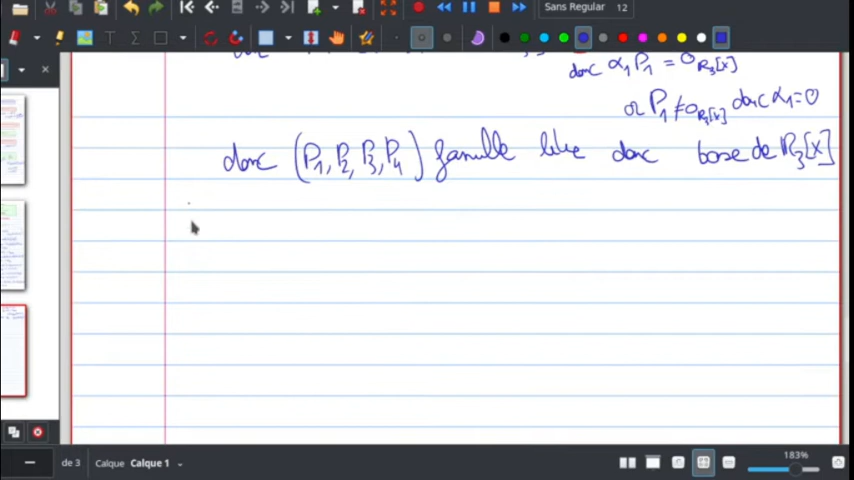 Sans Regular 12
donc α₁P₁ = 0_{R₃[X]}
or P₁ ≠ 0_{R₃[X]} donc α₁=0
donc (P₁, P₂, P₃, P₄) famille libre donc base de R₃[X]
de 3 Calque Calque 1 183%